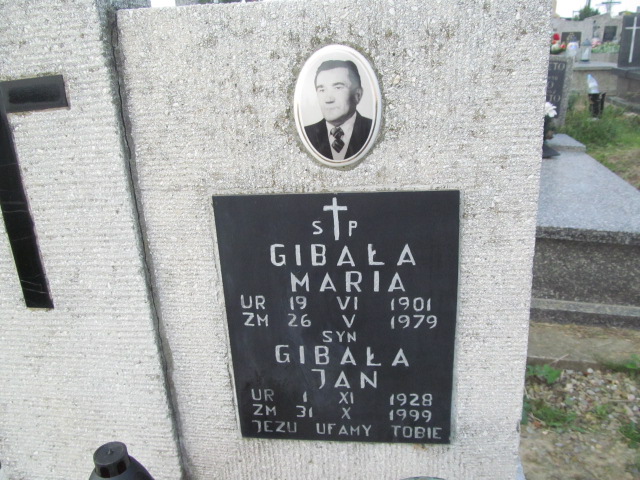 S P
GIBAŁA
MARIA
UR 19 VI 1901
ZM 26 V 1979
SYN
GIBAŁA
JAN
UR 1 XI 1928
ZM 31 X 1999
JEZU UFAMY TOBIE